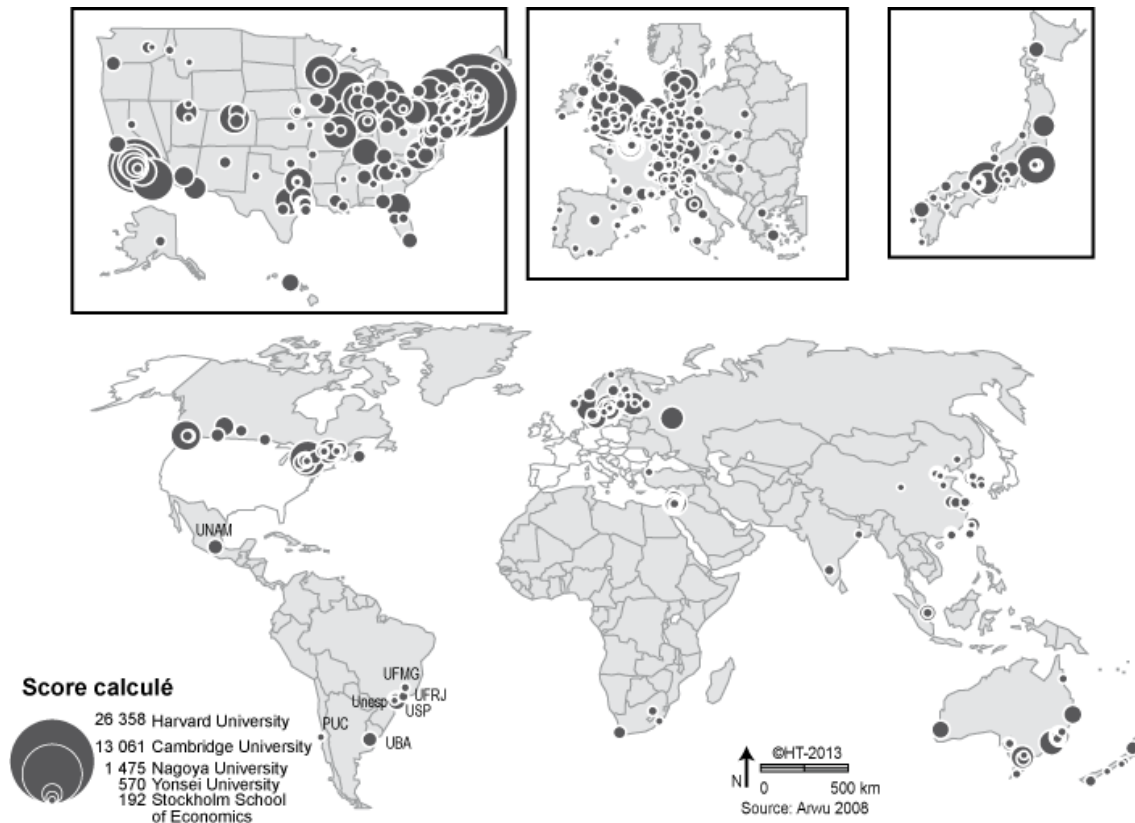 UNAM
UFMG
Unesp
UFRJ
USP
PUC
UBA
Score calculé
26 358 Harvard University
13 061 Cambridge University
1 475 Nagoya University
570 Yonsei University
192 Stockholm School
of Economics
©HT-2013
N
0 500 km
Source: Arwu 2008